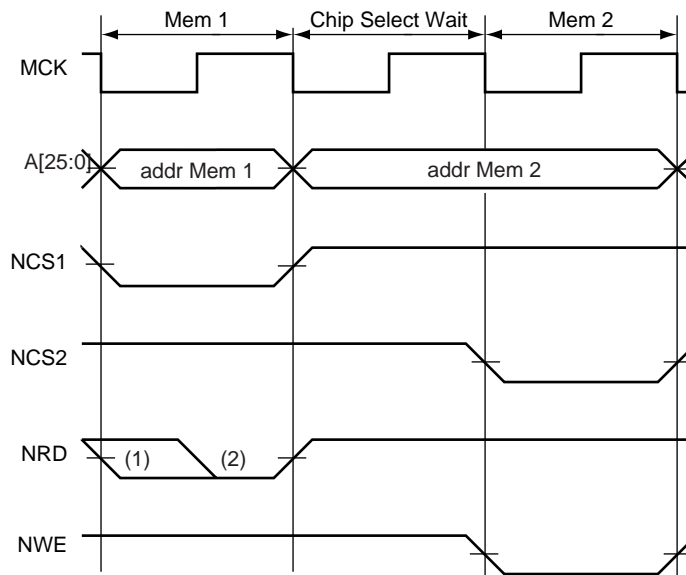 Mem 1
Chip Select Wait
Mem 2
MCK
A[25:0]
addr Mem 1
addr Mem 2
NCS1
NCS2
NRD
(1)
(2)
NWE